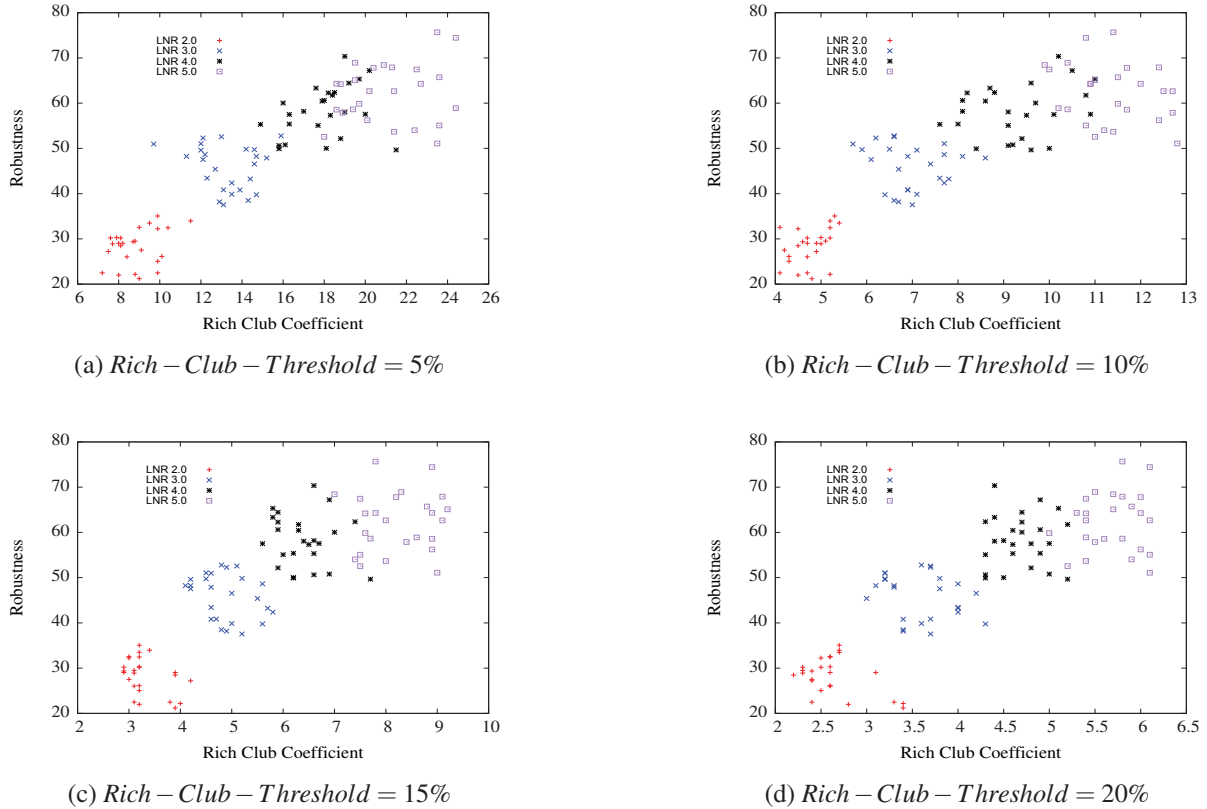 80
70
60
50
40
30
20
Robustness
LNR 2.0
LNR 3.0
LNR 4.0
LNR 5.0
6 8 10 12 14 16 18 20 22 24 26
Rich Club Coefficient
(a) Rich−Club−Threshold = 5%
80
70
60
50
40
30
20
Robustness
LNR 2.0
LNR 3.0
LNR 4.0
LNR 5.0
4 5 6 7 8 9 10 11 12 13
Rich Club Coefficient
(b) Rich−Club−Threshold = 10%
80
70
60
50
40
30
20
Robustness
LNR 2.0
LNR 3.0
LNR 4.0
LNR 5.0
2 3 4 5 6 7 8 9 10
Rich Club Coefficient
(c) Rich−Club−Threshold = 15%
80
70
60
50
40
30
20
Robustness
LNR 2.0
LNR 3.0
LNR 4.0
LNR 5.0
2 2.5 3 3.5 4 4.5 5 5.5 6 6.5
Rich Club Coefficient
(d) Rich−Club−Threshold = 20%